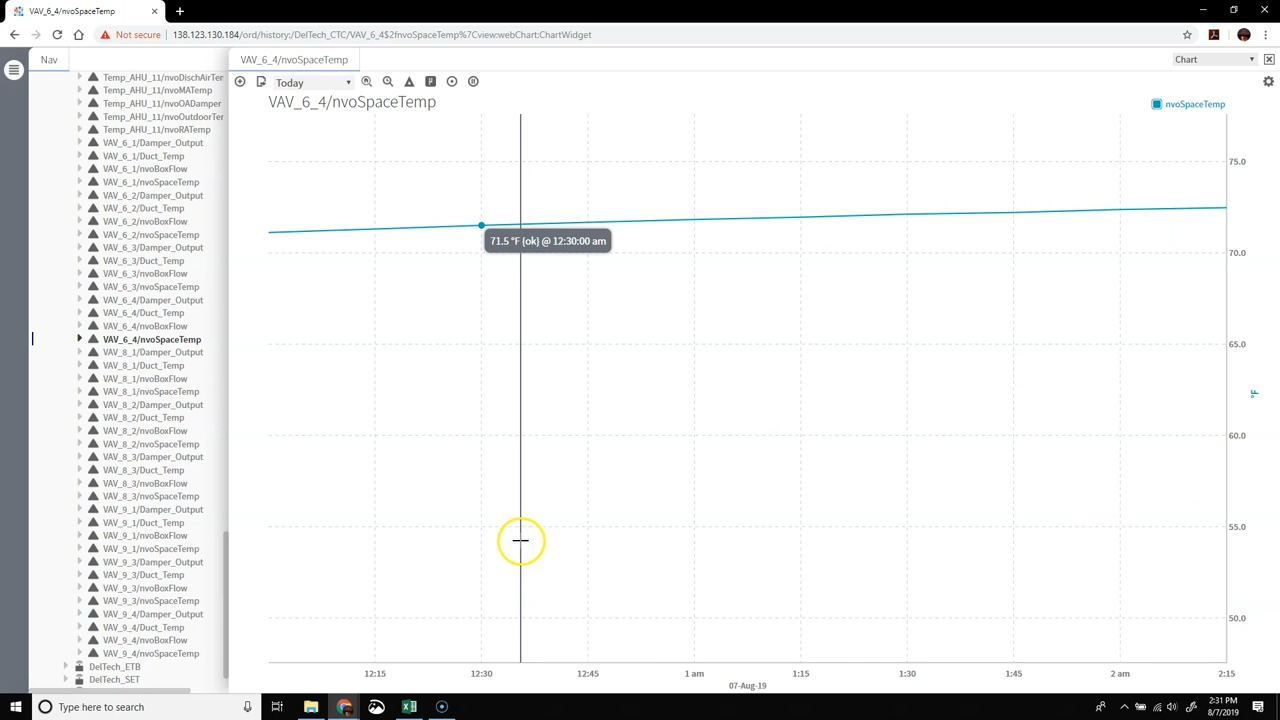 VAV_6_4/nvoSpaceTemp
Not secure
138.123.130.184/ord/history:/DelTech_CTC/VAV_6_4$2fnvoSpaceTemp%7Cview:webChart:ChartWidget
Nav
VAV_6_4/nvoSpaceTemp
Chart
Today
VAV_6_4/nvoSpaceTemp
nvoSpaceTemp
Temp_AHU_11/nvoDischAirTer
Temp_AHU_11/nvoMATemp
Temp_AHU_11/nvoOADamper
Temp_AHU_11/nvoOutdoorTer
Temp_AHU_11/nvoRATemp
VAV_6_1/Damper_Output
VAV_6_1/Duct_Temp
VAV_6_1/nvoBoxFlow
VAV_6_1/nvoSpaceTemp
VAV_6_2/Damper_Output
VAV_6_2/Duct_Temp
VAV_6_2/nvoBoxFlow
VAV_6_2/nvoSpaceTemp
VAV_6_3/Damper_Output
VAV_6_3/Duct_Temp
VAV_6_3/nvoBoxFlow
VAV_6_3/nvoSpaceTemp
VAV_6_4/Damper_Output
VAV_6_4/Duct_Temp
VAV_6_4/nvoBoxFlow
VAV_6_4/nvoSpaceTemp
VAV_8_1/Damper_Output
VAV_8_1/Duct_Temp
VAV_8_1/nvoBoxFlow
VAV_8_1/nvoSpaceTemp
VAV_8_2/Damper_Output
VAV_8_2/Duct_Temp
VAV_8_2/nvoBoxFlow
VAV_8_2/nvoSpaceTemp
VAV_8_3/Damper_Output
VAV_8_3/Duct_Temp
VAV_8_3/nvoBoxFlow
VAV_8_3/nvoSpaceTemp
VAV_9_1/Damper_Output
VAV_9_1/Duct_Temp
VAV_9_1/nvoBoxFlow
VAV_9_1/nvoSpaceTemp
VAV_9_3/Damper_Output
VAV_9_3/Duct_Temp
VAV_9_3/nvoBoxFlow
VAV_9_3/nvoSpaceTemp
VAV_9_4/Damper_Output
VAV_9_4/Duct_Temp
VAV_9_4/nvoBoxFlow
VAV_9_4/nvoSpaceTemp
DelTech_ETB
DelTech_SET
71.5 °F {ok} @ 12:30:00 am
75.0
70.0
65.0
60.0
55.0
50.0
°F
12:15
12:30
12:45
1 am
1:15
1:30
1:45
2 am
2:15
07-Aug-19
Type here to search
2:31 PM
8/7/2019